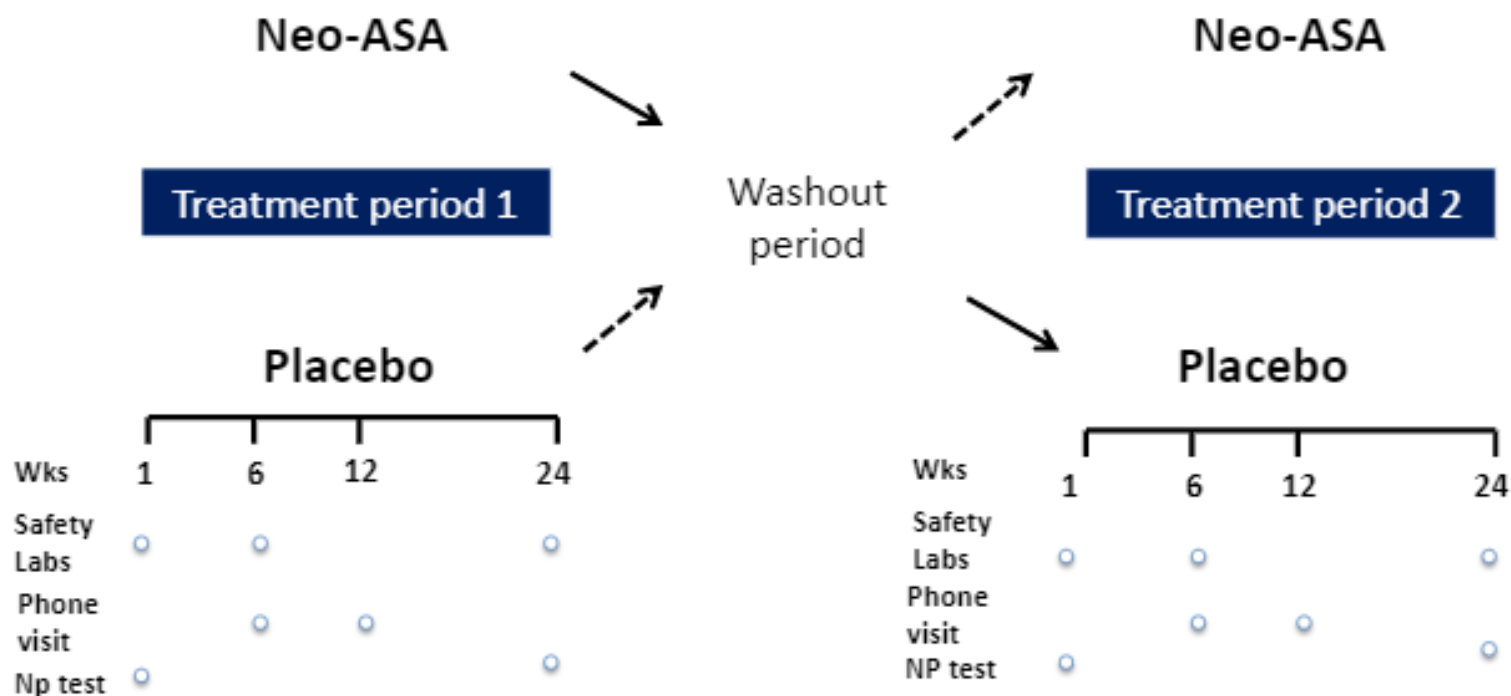 Neo-ASA
Neo-ASA
Treatment period 1
Washout
period
Treatment period 2
Placebo
Placebo
Wks 1 6 12 24
Safety
Labs
Phone
visit
Np test
Wks 1 6 12 24
Safety
Labs
Phone
visit
NP test